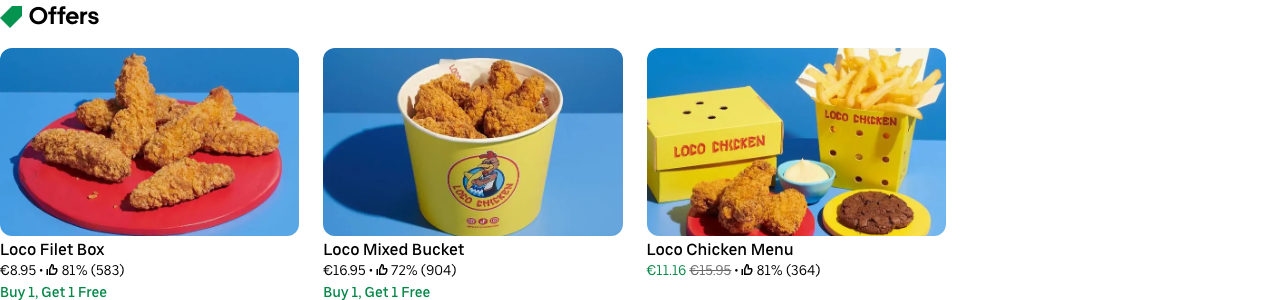 Offers
LOCO CHICKEN
LOCO CHICKEN
LOCO CHICKEN
Loco Filet Box
Loco Mixed Bucket
Loco Chicken Menu
€8.95 • 81% (583)
€16.95 • 72% (904)
€11.16 €15.95 • 81% (364)
Buy 1, Get 1 Free
Buy 1, Get 1 Free